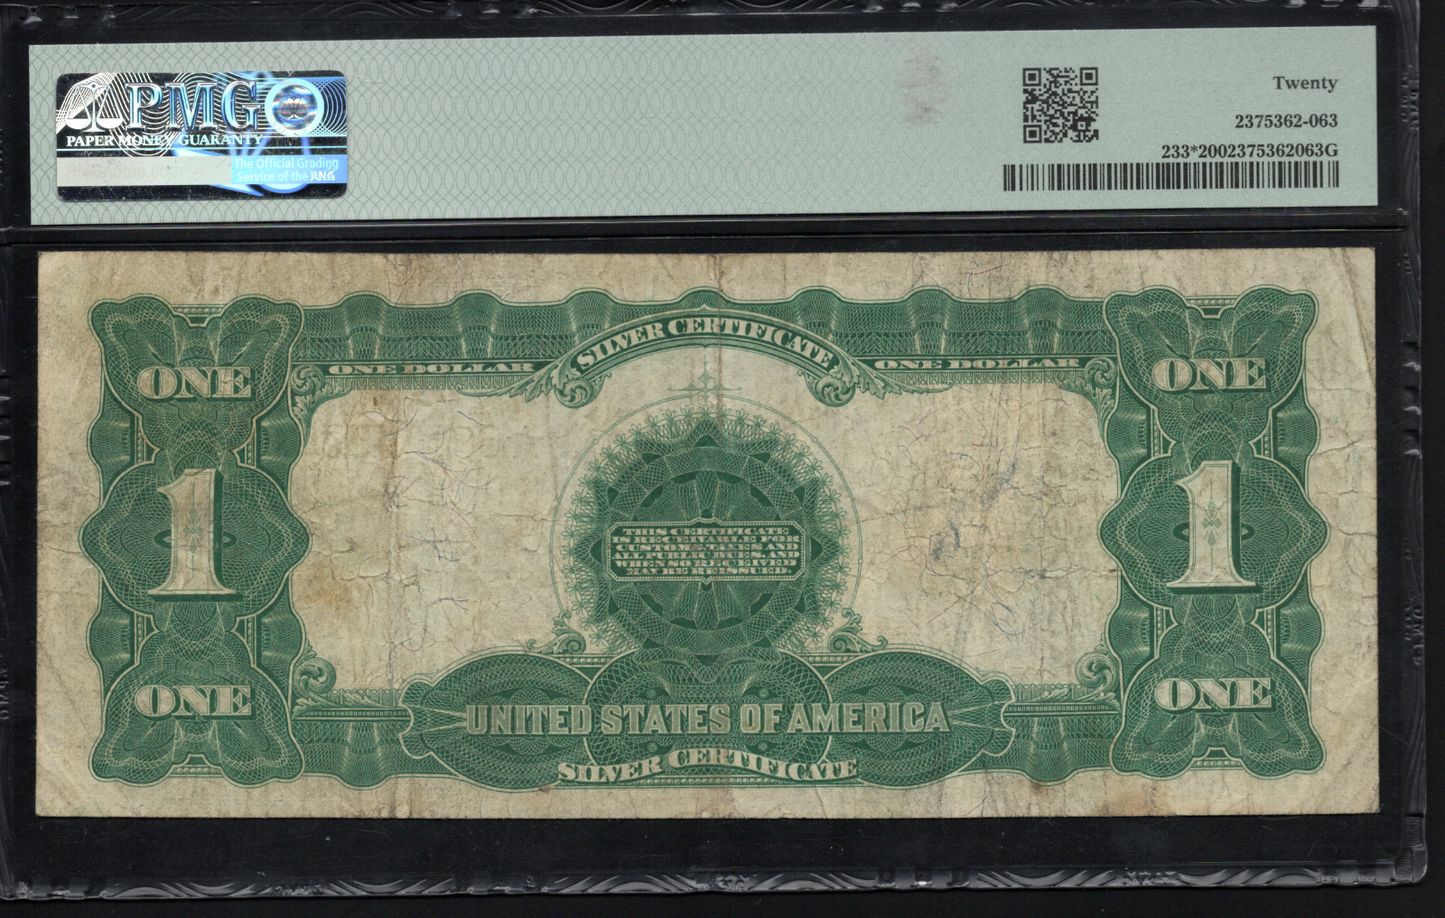 PMG
PAPER MONEY GUARANTY
The Official Grading
Service of the ANA
Twenty
2375362-063
233*2002375362063G
SILVER CERTIFICATE
ONE DOLLAR
ONE DOLLAR
ONE
ONE
1
1
THIS CERTIFICATE
IS RECEIVABLE FOR
CUSTOMS, TAXES, AND
ALL PUBLIC DUES, AND
WHEN SO RECEIVED
MAY BE REISSUED.
ONE
ONE
UNITED STATES OF AMERICA
SILVER CERTIFICATE